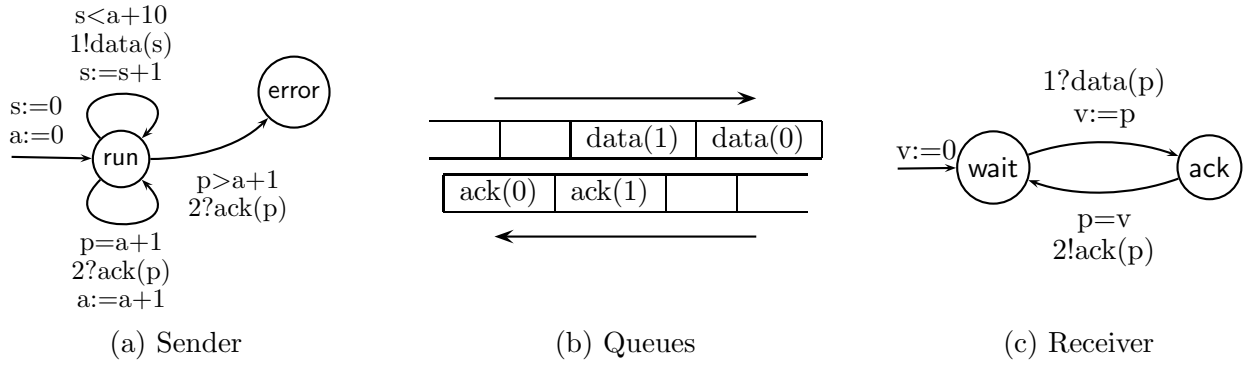 s<a+10
1!data(s)
s:=s+1
s:=0
a:=0
run
error
p>a+1
2?ack(p)
p=a+1
2?ack(p)
a:=a+1
(a) Sender
data(1) data(0)
ack(0) ack(1)
(b) Queues
1?data(p)
v:=p
v:=0
wait
ack
p=v
2!ack(p)
(c) Receiver